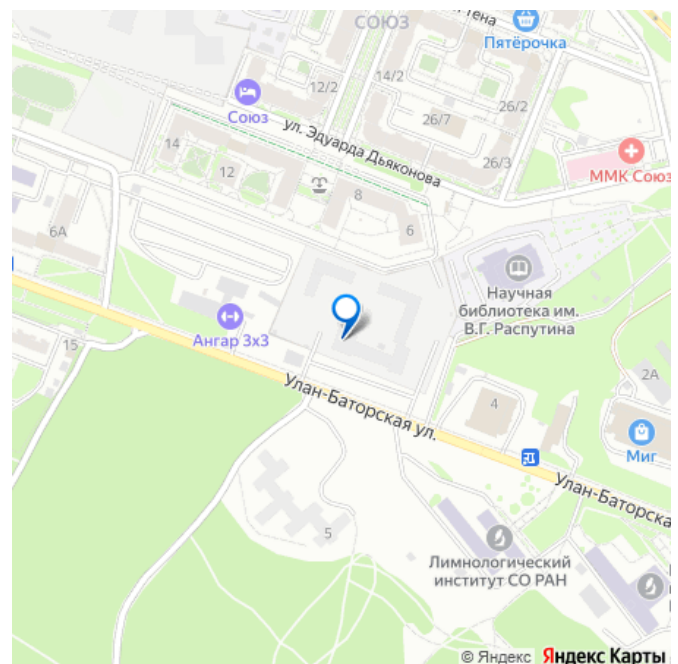 СОЮЗ
Пятёрочка
12/2
14/2
26/2
Союз
26/7
ул. Эдуарда Дьяконова
14
12
26/3
ММК Союз
8
6А
6
Научная
библиотека им.
В.Г. Распутина
Ангар 3х3
15
Улан-Баторская ул.
2А
4
Миг
Улан-Баторска
5
Лимнологический
институт СО РАН
© Яндекс Яндекс Карты